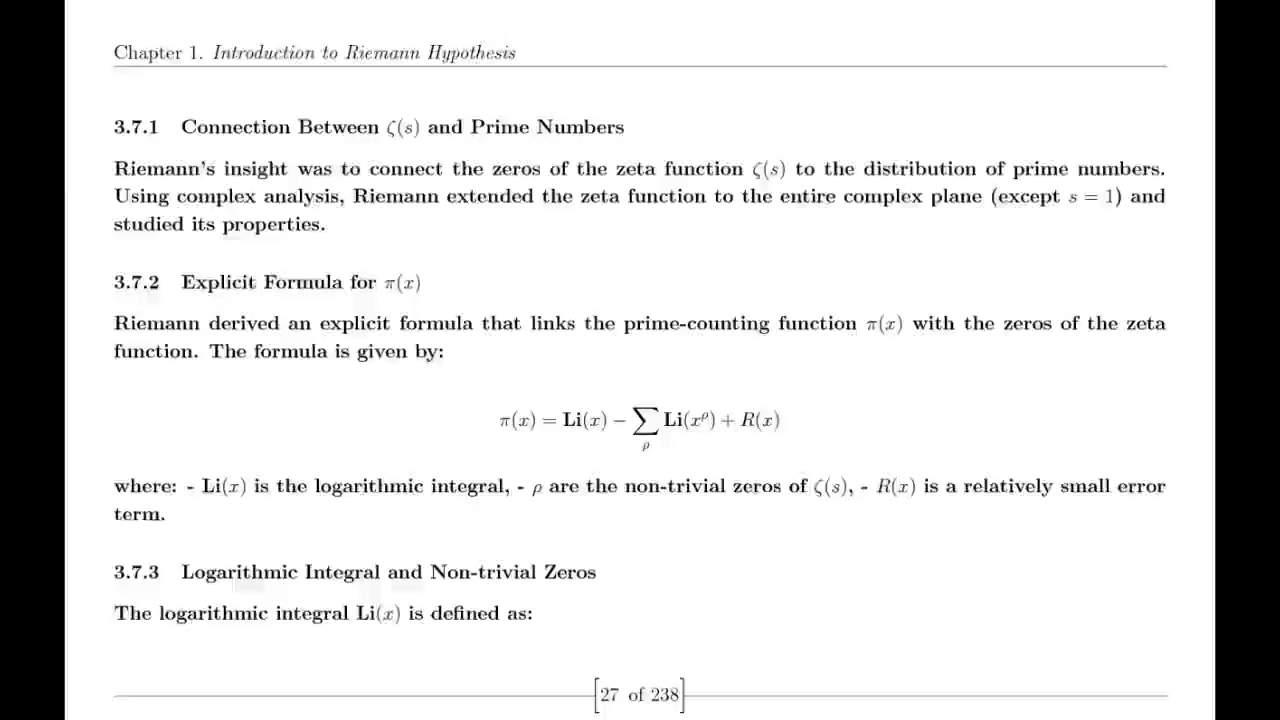 Chapter 1. Introduction to Riemann Hypothesis
3.7.1 Connection Between ζ(s) and Prime Numbers
Riemann's insight was to connect the zeros of the zeta function ζ(s) to the distribution of prime numbers.
Using complex analysis, Riemann extended the zeta function to the entire complex plane (except s = 1) and
studied its properties.
3.7.2 Explicit Formula for π(x)
Riemann derived an explicit formula that links the prime-counting function π(x) with the zeros of the zeta
function. The formula is given by:
π(x) = Li(x) − ∑ρ Li(x^ρ) + R(x)
where: - Li(x) is the logarithmic integral, - ρ are the non-trivial zeros of ζ(s), - R(x) is a relatively small error
term.
3.7.3 Logarithmic Integral and Non-trivial Zeros
The logarithmic integral Li(x) is defined as:
[27 of 238]